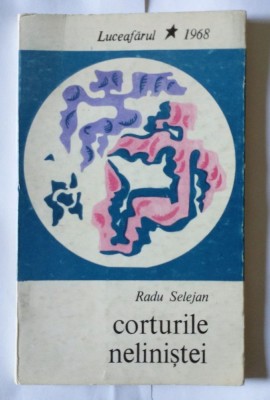 Luceafărul ★ 1968
Radu Selejan
corturile
neliniștei